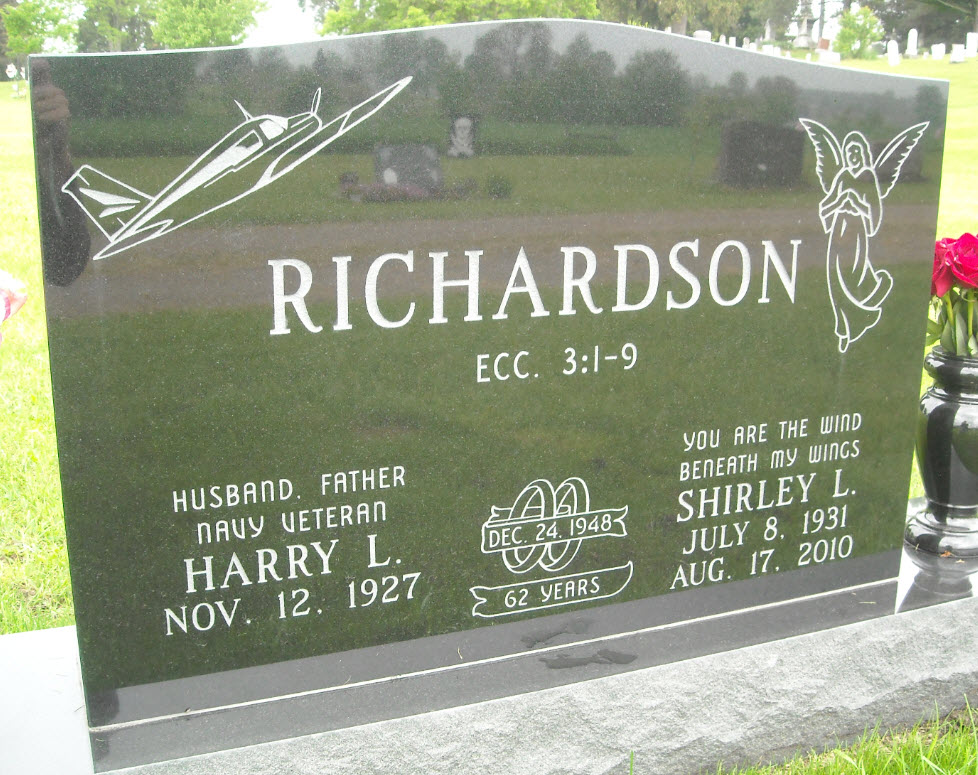 RICHARDSON
ECC. 3:1-9
HUSBAND. FATHER
NAVY VETERAN
HARRY L.
NOV. 12. 1927
DEC. 24. 1948
62 YEARS
YOU ARE THE WIND
BENEATH MY WINGS
SHIRLEY L.
JULY 8, 1931
AUG. 17. 2010